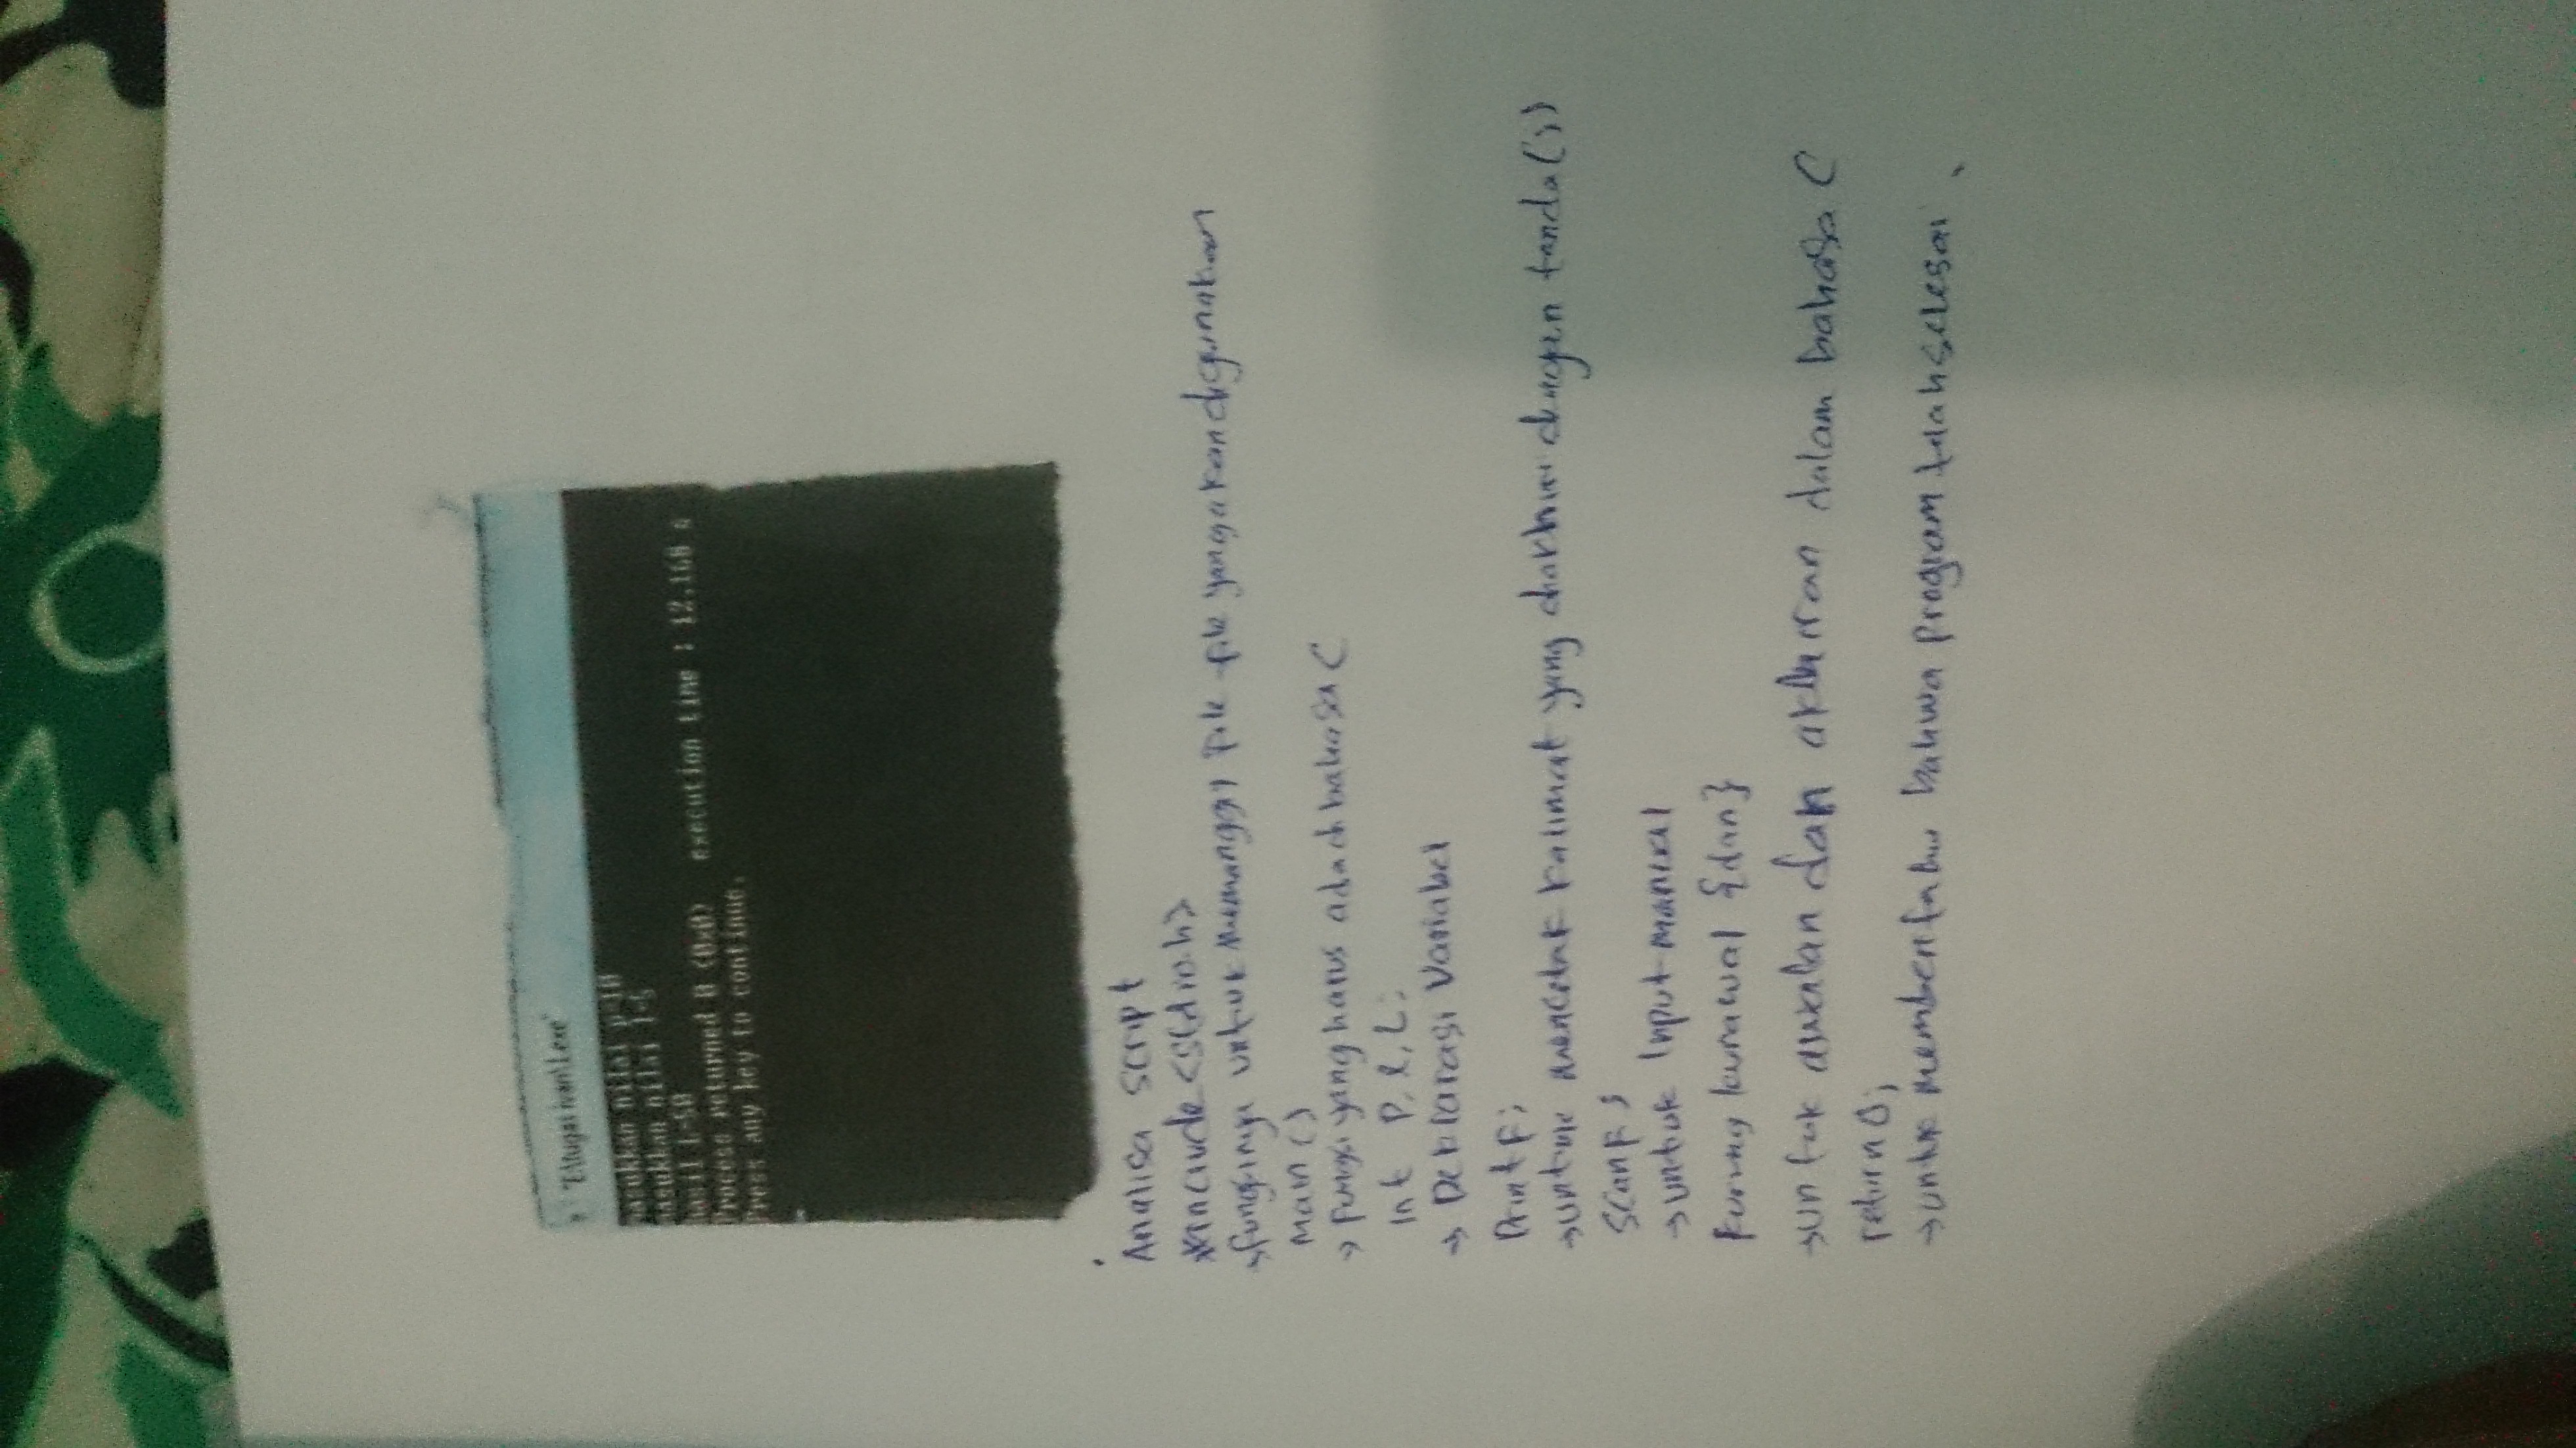 "E:\tugas ivan\1.exe"
masukkan nilai p=10
masukkan nilai l=5
hasil L=50
Process returned 0 (0x0)   execution time : 12.168 s
Press any key to continue.
Analisa script
#include <stdio.h>
→ fungsinya untuk memanggil file-file yang akan digunakan
main()
→ fungsi yang harus ada di bahasa C
int P, l, L;
→ Deklarasi Variabel
Printf;
→ untuk mencetak kalimat yang diakhiri dengan tanda (;)
Scanf;
→ untuk Input manual
kurung kurawal {dan}
→ untuk awalan dan akhiran dalam bahasa C
return 0;
→ untuk memberitahu bahwa program telah selesai